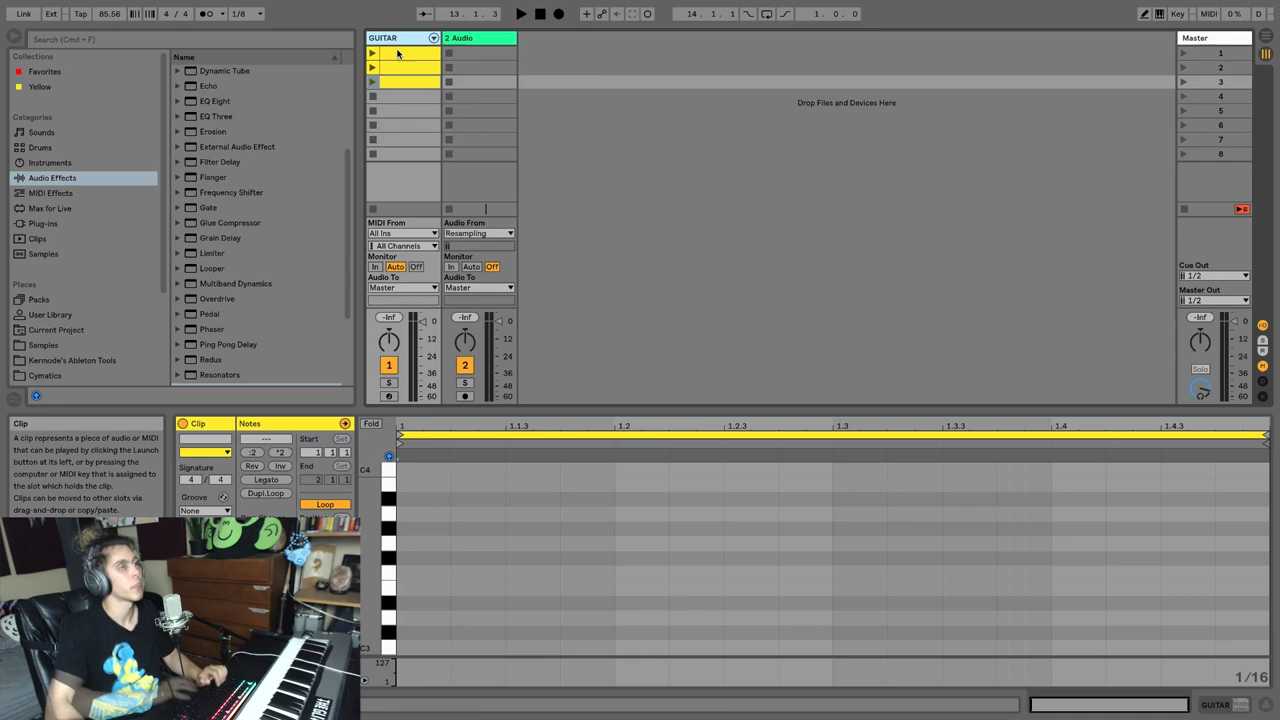 Link Ext Tap 85.56 4 / 4 1/8 13 . 1 . 3 14 . 1 . 1 1 . 0 . 0 Key MIDI 0 % D
Search (Cmd + F)
Collections
Favorites
Yellow
Categories
Sounds
Drums
Instruments
Audio Effects
MIDI Effects
Max for Live
Plug-ins
Clips
Samples
Places
Packs
User Library
Current Project
Samples
Kermode's Ableton Tools
Cymatics
Name
Dynamic Tube
Echo
EQ Eight
EQ Three
Erosion
External Audio Effect
Filter Delay
Flanger
Frequency Shifter
Gate
Glue Compressor
Grain Delay
Limiter
Looper
Multiband Dynamics
Overdrive
Pedal
Phaser
Ping Pong Delay
Redux
Resonators
GUITAR
MIDI From
All Ins
All Channels
Monitor
In Auto Off
Audio To
Master
-Inf
0
12
24
36
48
60
1
S
2 Audio
Audio From
Resampling
Monitor
In Auto Off
Audio To
Master
-Inf
0
12
24
36
48
60
2
S
Drop Files and Devices Here
Master
1
2
3
4
5
6
7
8
Cue Out
1/2
Master Out
1/2
-Inf
0
12
24
36
48
60
Solo
Clip
A clip represents a piece of audio or MIDI
that can be played by clicking the Launch
button at its left, or by pressing the
computer or MIDI key that is assigned to
the slot which holds the clip.
Clips can be moved to other slots via
drag-and-drop or copy/paste.
Clip
Signature
4 / 4
Groove
None
Notes
---
:2 *2
Rev Inv
Legato
Dupl.Loop
Start Set
1 1 1
End Set
2 1 1
Loop
Fold
1 1.1.3 1.2 1.2.3 1.3 1.3.3 1.4 1.4.3
C4
C3
127
1
1/16
GUITAR